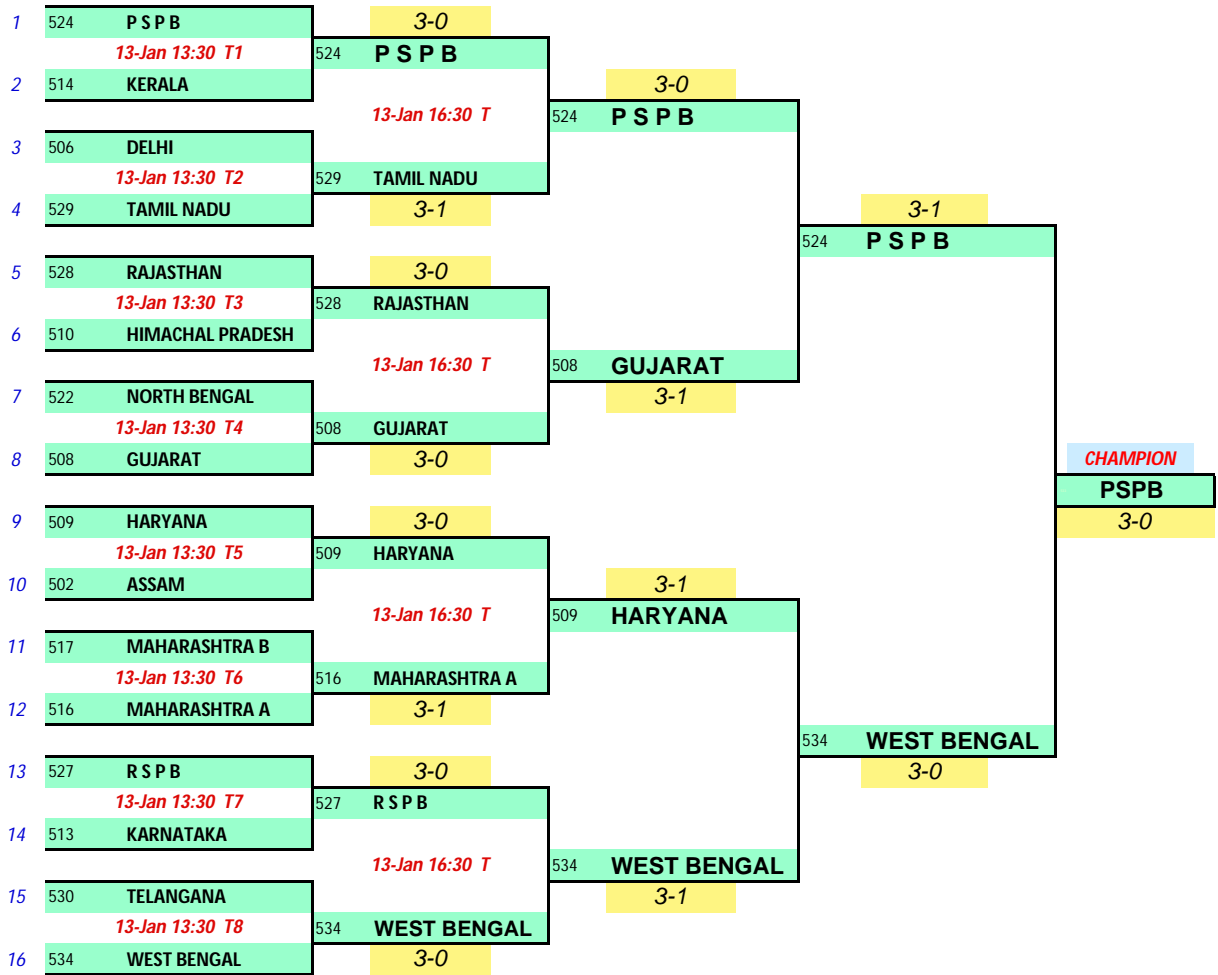 1 524 P S P B 3-0
13-Jan 13:30 T1 524 P S P B
2 514 KERALA 3-0
13-Jan 16:30 T 524 P S P B
3 506 DELHI
13-Jan 13:30 T2 529 TAMIL NADU
4 529 TAMIL NADU 3-1 3-1
524 P S P B
5 528 RAJASTHAN 3-0
13-Jan 13:30 T3 528 RAJASTHAN
6 510 HIMACHAL PRADESH
13-Jan 16:30 T 508 GUJARAT
7 522 NORTH BENGAL 3-1
13-Jan 13:30 T4 508 GUJARAT
8 508 GUJARAT 3-0 CHAMPION
PSPB
9 509 HARYANA 3-0 3-0
13-Jan 13:30 T5 509 HARYANA
10 502 ASSAM 3-1
13-Jan 16:30 T 509 HARYANA
11 517 MAHARASHTRA B
13-Jan 13:30 T6 516 MAHARASHTRA A
12 516 MAHARASHTRA A 3-1
534 WEST BENGAL
13 527 R S P B 3-0 3-0
13-Jan 13:30 T7 527 R S P B
14 513 KARNATAKA
13-Jan 16:30 T 534 WEST BENGAL
15 530 TELANGANA 3-1
13-Jan 13:30 T8 534 WEST BENGAL
16 534 WEST BENGAL 3-0